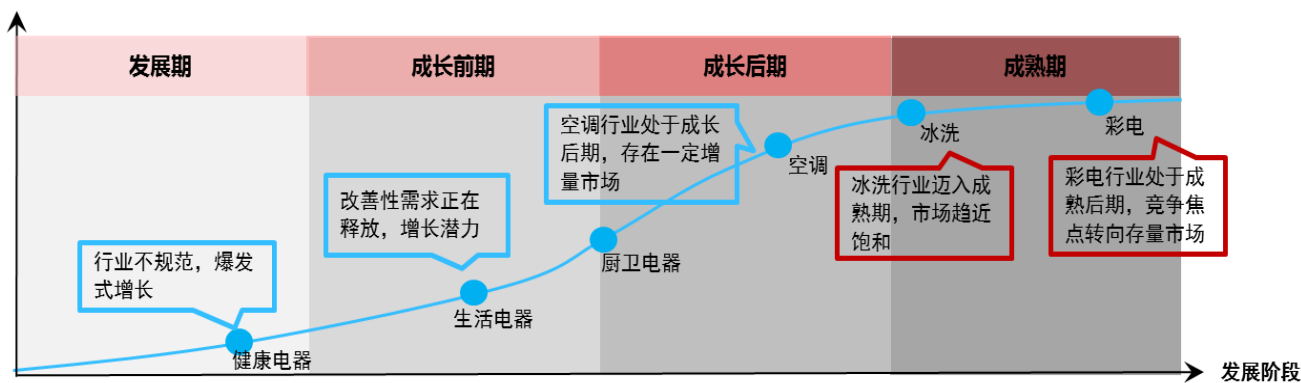 发展期
成长前期
成长后期
成熟期
行业不规范，爆发
式增长
健康电器
改善性需求正在
释放，增长潜力
生活电器
空调行业处于成长
后期，存在一定增
量市场
厨卫电器
空调
冰洗
冰洗行业迈入成
熟期，市场趋近
饱和
彩电
彩电行业处于成
熟后期，竞争焦
点转向存量市场
发展阶段